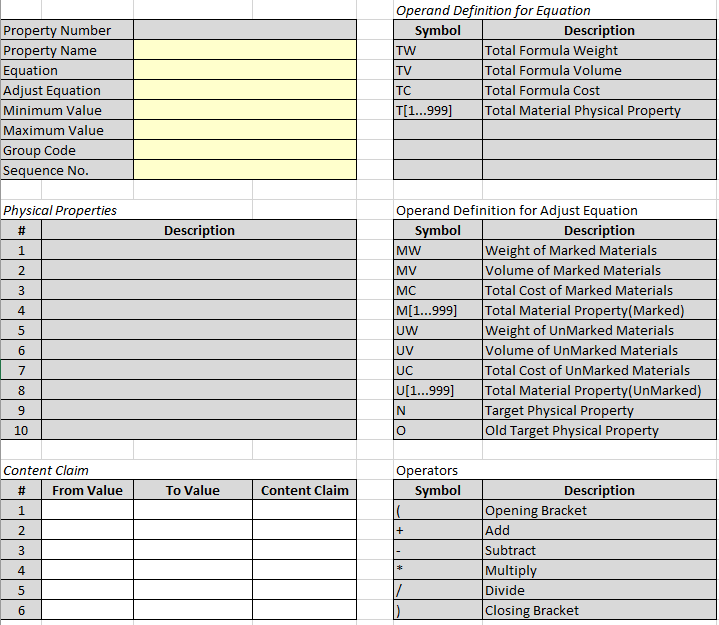 Operand Definition for Equation
Property Number
Property Name
Equation
Adjust Equation
Minimum Value
Maximum Value
Group Code
Sequence No.
Symbol Description
TW Total Formula Weight
TV Total Formula Volume
TC Total Formula Cost
T[1...999] Total Material Physical Property
Physical Properties
# Description
1
2
3
4
5
6
7
8
9
10
Operand Definition for Adjust Equation
Symbol Description
MW Weight of Marked Materials
MV Volume of Marked Materials
MC Total Cost of Marked Materials
M[1...999] Total Material Property(Marked)
UW Weight of UnMarked Materials
UV Volume of UnMarked Materials
UC Total Cost of UnMarked Materials
U[1...999] Total Material Property(UnMarked)
N Target Physical Property
O Old Target Physical Property
Content Claim
# From Value To Value Content Claim
1
2
3
4
5
6
Operators
Symbol Description
( Opening Bracket
+ Add
- Subtract
* Multiply
/ Divide
) Closing Bracket